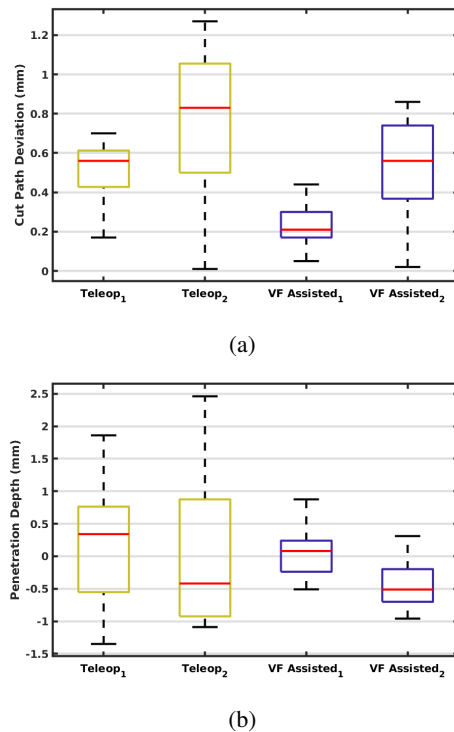 Cut Path Deviation (mm)
1.2
1
0.8
0.6
0.4
0.2
0
Teleop1 Teleop2 VF Assisted1 VF Assisted2
(a)
Penetration Depth (mm)
2.5
2
1.5
1
0.5
0
-0.5
-1
-1.5
Teleop1 Teleop2 VF Assisted1 VF Assisted2
(b)